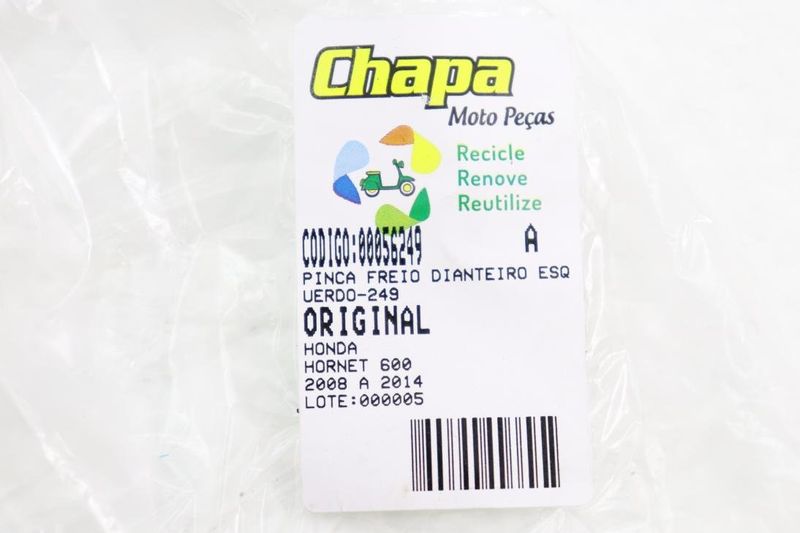 Chapa
Moto Peças
Recicle
Renove
Reutilize
CODIGO:00056249 A
PINCA FREIO DIANTEIRO ESQ
UERDO-249
ORIGINAL
HONDA
HORNET 600
2008 A 2014
LOTE:000005